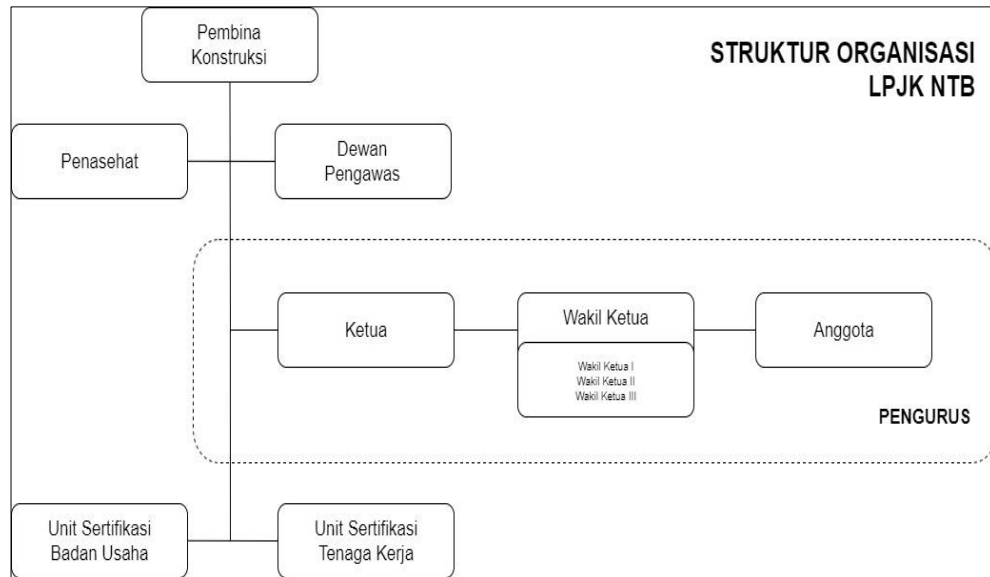 Pembina
Konstruksi
STRUKTUR ORGANISASI
LPJK NTB
Penasehat
Dewan
Pengawas
Ketua
Wakil Ketua
Wakil Ketua I
Wakil Ketua II
Wakil Ketua III
Anggota
PENGURUS
Unit Sertifikasi
Badan Usaha
Unit Sertifikasi
Tenaga Kerja